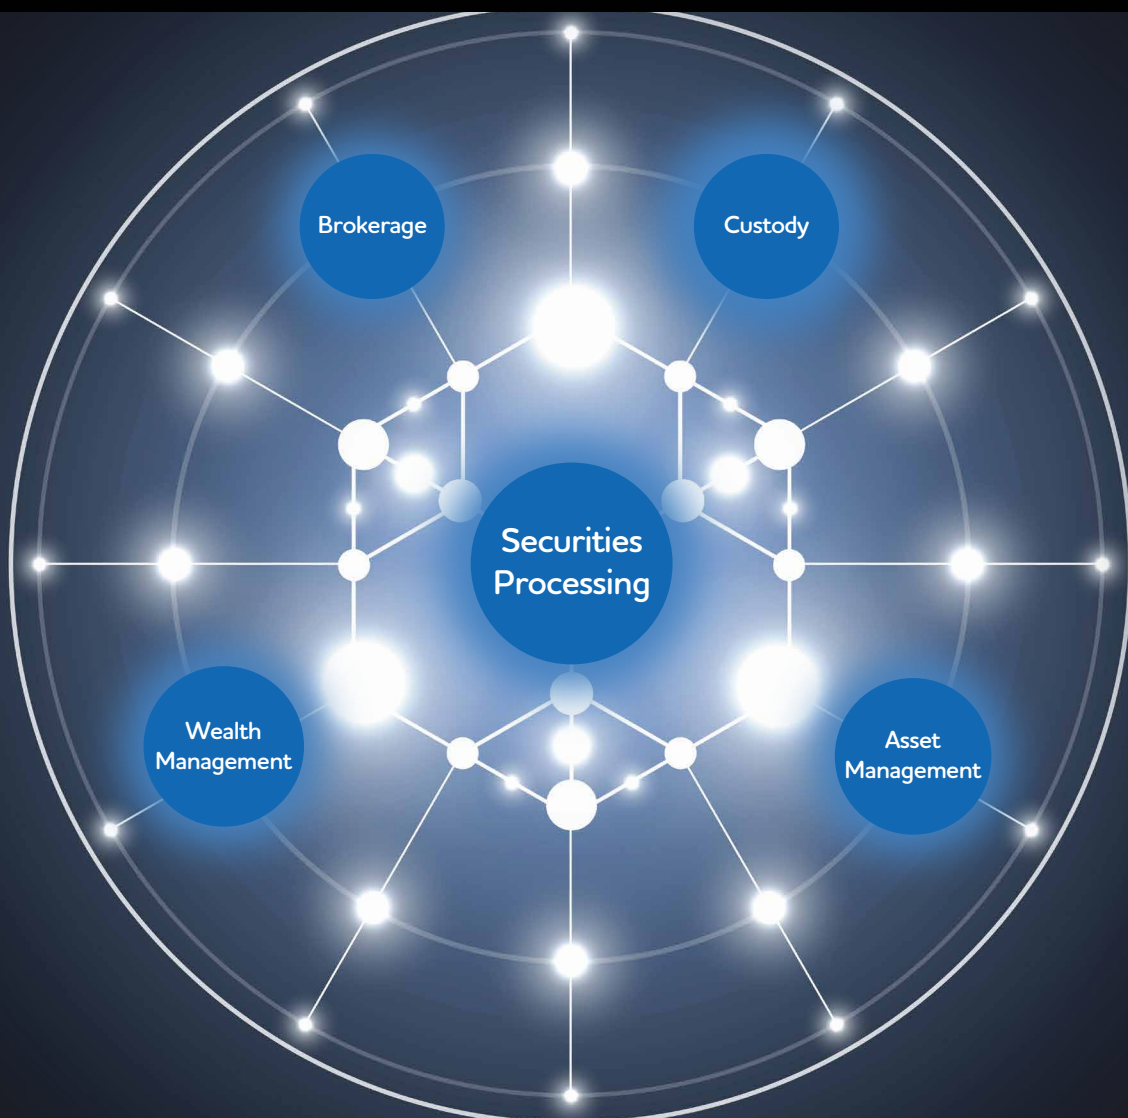 Brokerage
Custody
Securities
Processing
Wealth
Management
Asset
Management